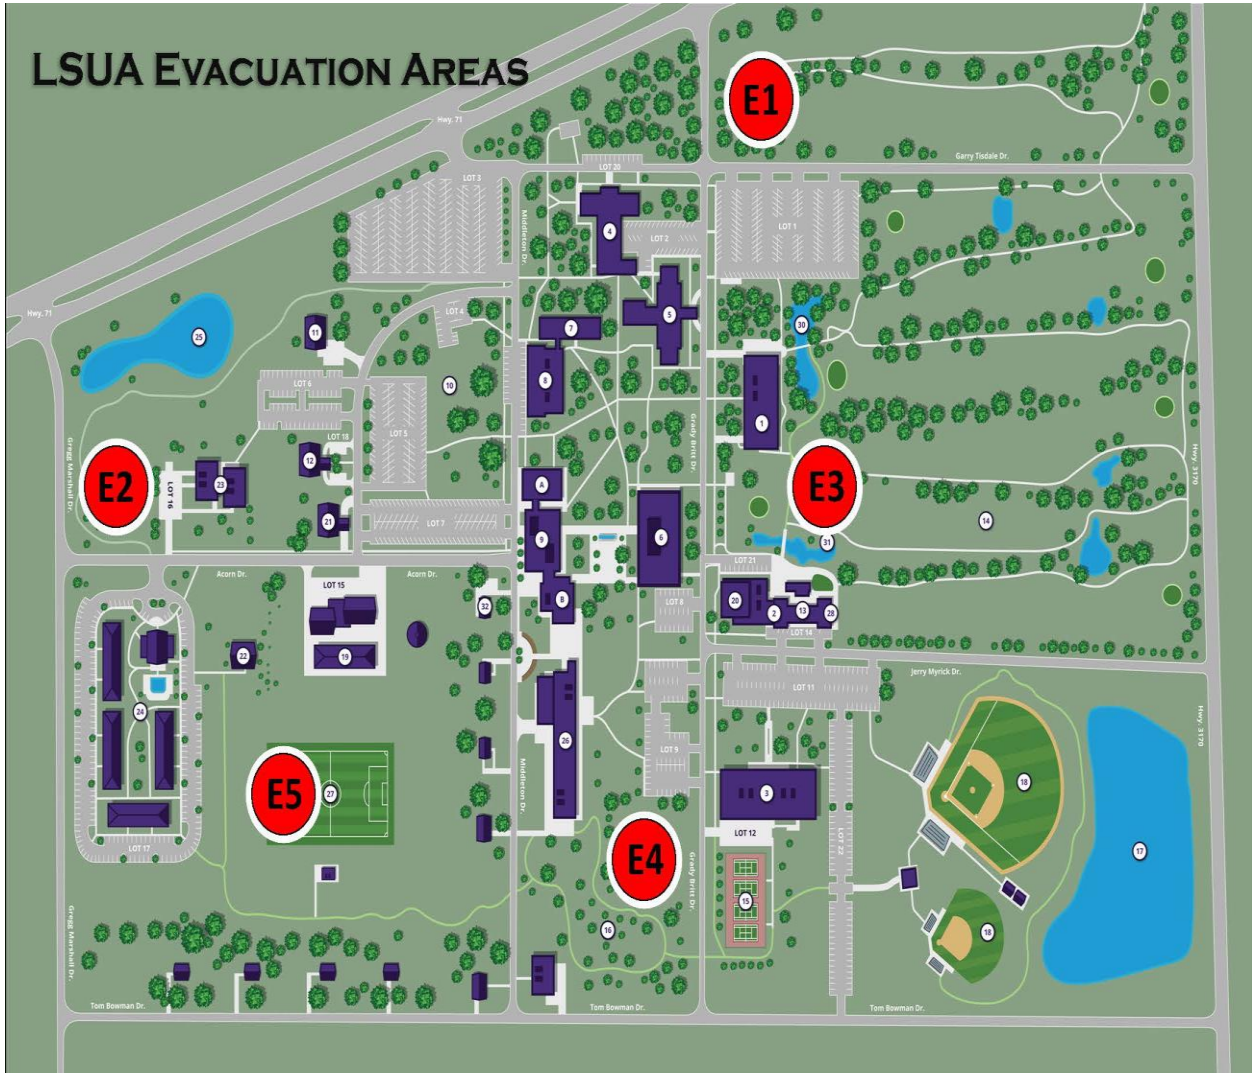 LSUA EVACUATION AREAS
E1
Hwy. 71
Garry Tisdale Dr.
LOT 20
LOT 3
Middleton Dr.
4
LOT 2
LOT 1
Hwy. 71
25
11
LOT 4
7
5
30
LOT 6
10
8
LOT 5
1
Grady Britt Dr.
LOT 18
Gregg Marshall Dr.
12
Hwy. 3170
E2
23
A
E3
LOT 16
21
LOT 7
9
6
14
31
LOT 21
Acorn Dr.
LOT 15
Acorn Dr.
32
B
LOT 8
20
2
13
28
LOT 14
22
19
Jerry Myrick Dr.
LOT 11
24
26
LOT 9
Hwy. 3170
E5
27
Middleton Dr.
3
18
LOT 12
LOT 22
LOT 17
E4
17
Grady Britt Dr.
15
16
18
Gregg Marshall Dr.
Tom Bowman Dr.
Tom Bowman Dr.
Tom Bowman Dr.